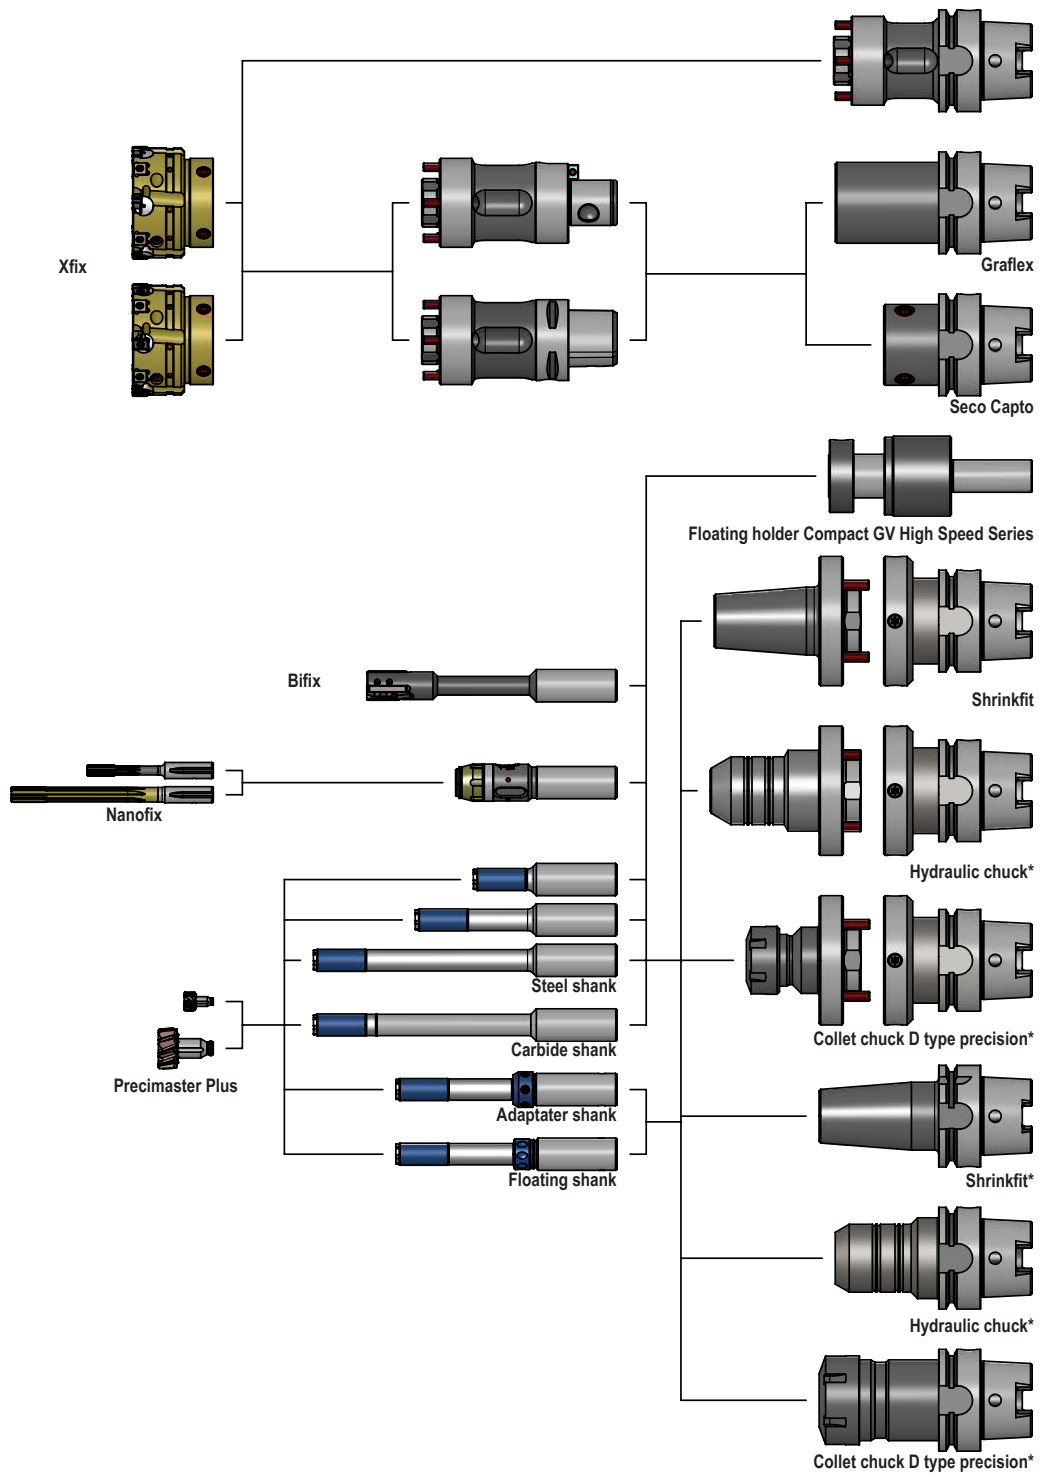 Xfix
Graflex
Seco Capto
Floating holder Compact GV High Speed Series
Bifix
Shrinkfit
Nanofix
Hydraulic chuck*
Steel shank
Collet chuck D type precision*
Carbide shank
Precimaster Plus
Adaptater shank
Floating shank
Shrinkfit*
Hydraulic chuck*
Collet chuck D type precision*